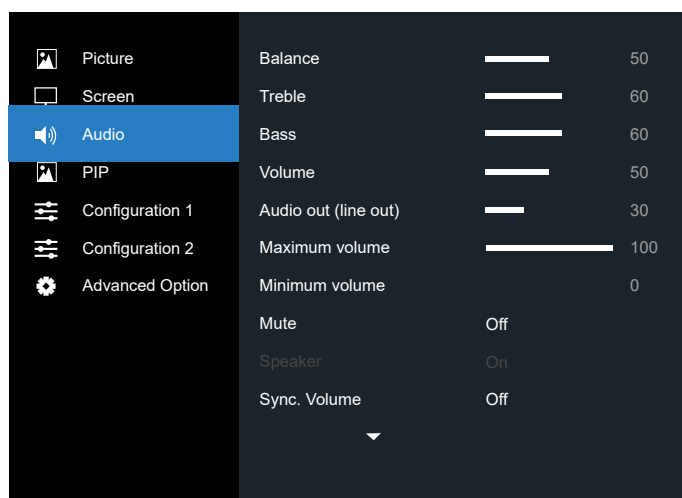 Picture
Screen
Audio
PIP
Configuration 1
Configuration 2
Advanced Option
Balance 50
Treble 60
Bass 60
Volume 50
Audio out (line out) 30
Maximum volume 100
Minimum volume 0
Mute Off
Speaker On
Sync. Volume Off